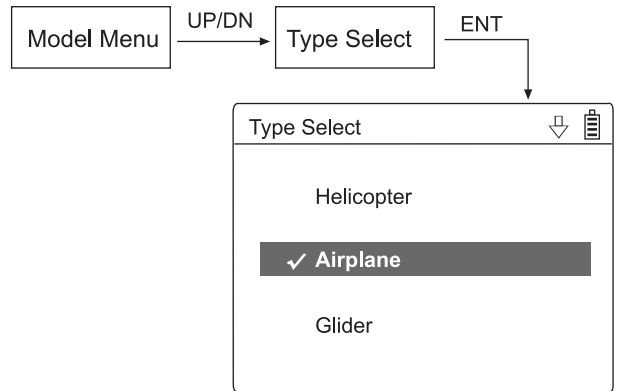 Model Menu
UP/DN
Type Select
ENT
Type Select
Helicopter
Airplane
Glider